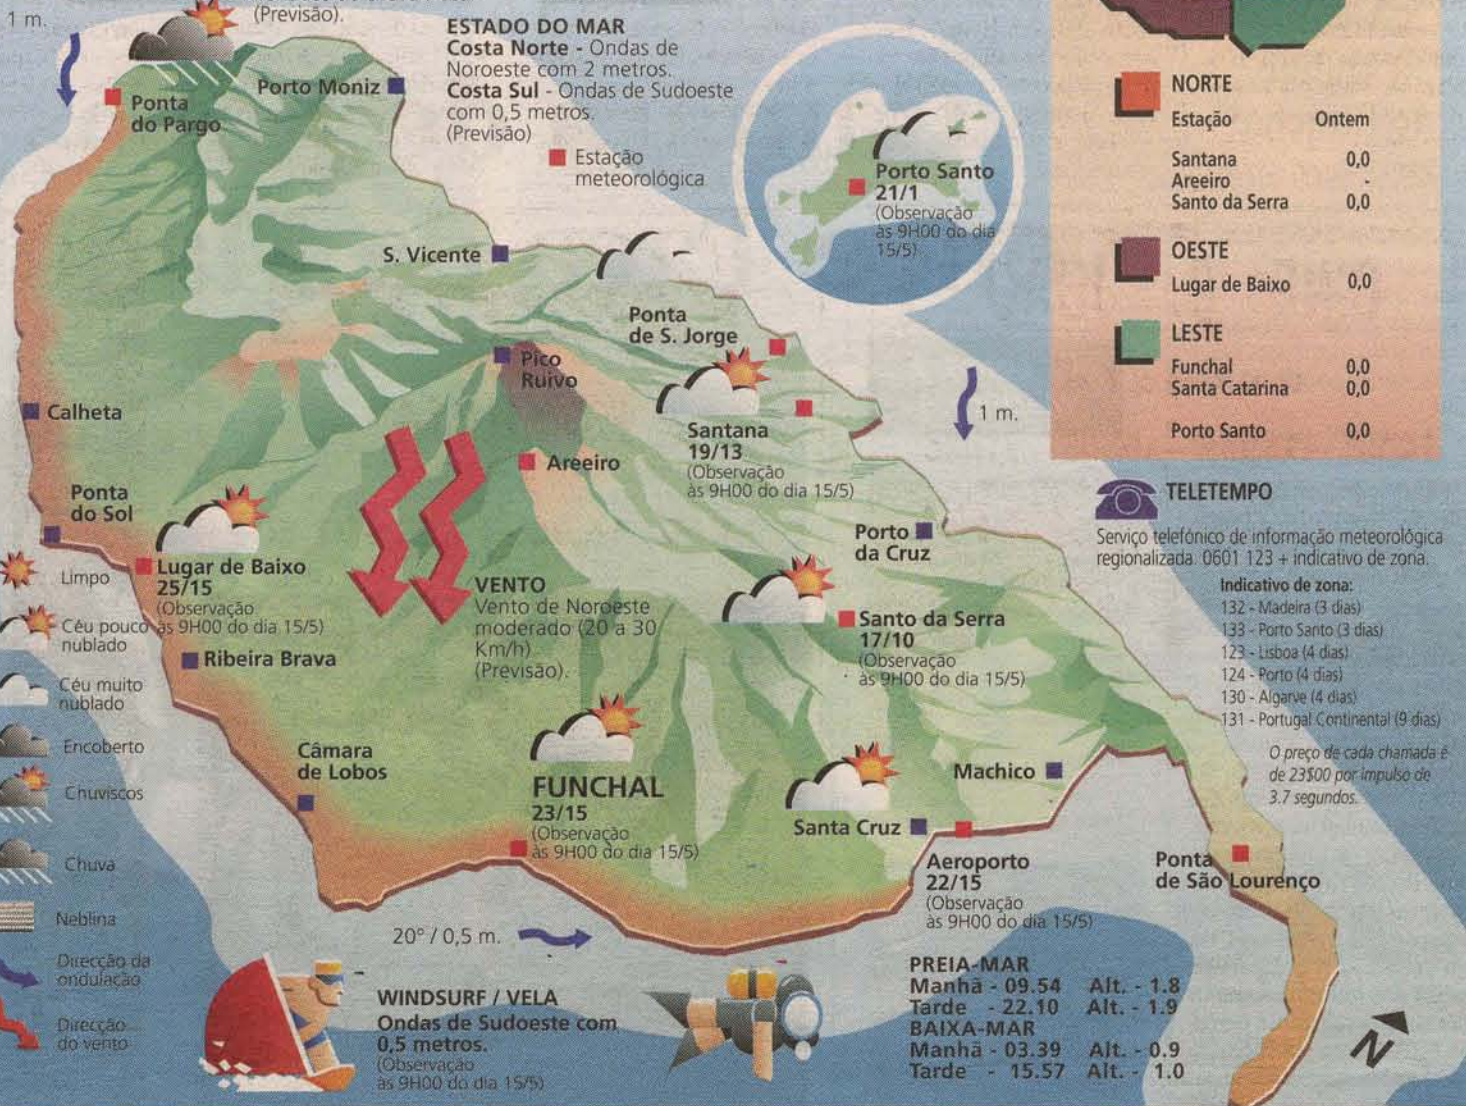 1 m.
(Previsão).
Ponta
do Pargo
Porto Moniz
ESTADO DO MAR
Costa Norte - Ondas de
Noroeste com 2 metros.
Costa Sul - Ondas de Sudoeste
com 0,5 metros.
(Previsão)
Estação
meteorológica
Porto Santo
21/1
(Observação
às 9H00 do dia
15/5)
S. Vicente
Ponta
de S. Jorge
Pico
Ruivo
Calheta
Santana
19/13
(Observação
às 9H00 do dia 15/5)
1 m.
Areeiro
Ponta
do Sol
Porto
da Cruz
Lugar de Baixo
25/15
(Observação
às 9H00 do dia 15/5)
VENTO
Vento de Noroeste
moderado (20 a 30
Km/h)
(Previsão).
Santo da Serra
17/10
(Observação
às 9H00 do dia 15/5)
Ribeira Brava
Câmara
de Lobos
FUNCHAL
23/15
(Observação
às 9H00 do dia 15/5)
Machico
Santa Cruz
Aeroporto
22/15
(Observação
às 9H00 do dia 15/5)
Ponta
de São Lourenço
20° / 0,5 m.
Limpo
Céu pouco
nublado
Céu muito
nublado
Encoberto
Chuviscos
Chuva
Neblina
Direcção da
ondulação
Direcção
do vento
WINDSURF / VELA
Ondas de Sudoeste com
0,5 metros.
(Observação
às 9H00 do dia 15/5)
PREIA-MAR
Manhã - 09.54 Alt. - 1.8
Tarde - 22.10 Alt. - 1.9
BAIXA-MAR
Manhã - 03.39 Alt. - 0.9
Tarde - 15.57 Alt. - 1.0
N
NORTE
Estação Ontem
Santana 0,0
Areeiro -
Santo da Serra 0,0
OESTE
Lugar de Baixo 0,0
LESTE
Funchal 0,0
Santa Catarina 0,0
Porto Santo 0,0
TELETEMPO
Serviço telefónico de informação meteorológica
regionalizada. 0601 123 + indicativo de zona.
Indicativo de zona:
132 - Madeira (3 dias)
133 - Porto Santo (3 dias)
123 - Lisboa (4 dias)
124 - Porto (4 dias)
130 - Algarve (4 dias)
131 - Portugal Continental (9 dias)
O preço de cada chamada é
de 23$00 por impulso de
3.7 segundos.